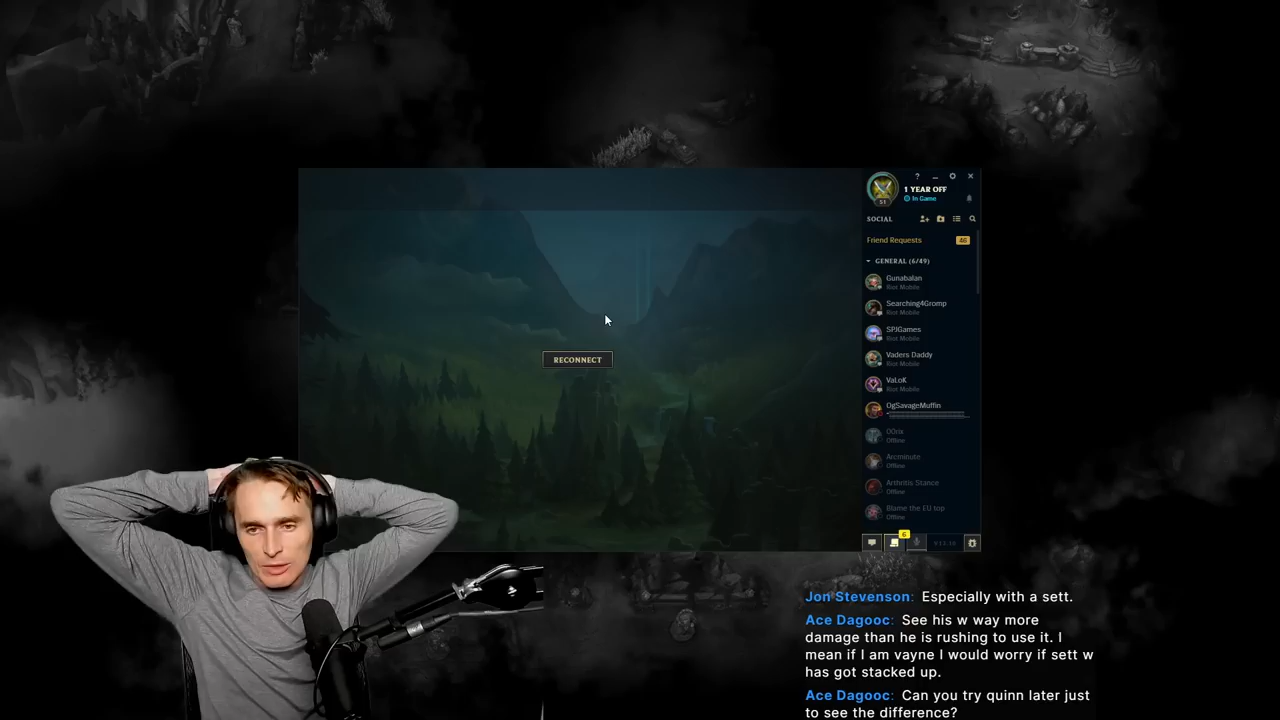 ?
1 YEAR OFF
In Game
51
SOCIAL
Friend Requests
46
GENERAL (6/49)
Gunabalan
Riot Mobile
Searching4Gromp
Riot Mobile
SPJGames
Riot Mobile
Vaders Daddy
Riot Mobile
VaLoK
Riot Mobile
OgSavageMuffin
RECONNECT
Offline
Arcminute
Offline
Arthritis Stance
Offline
Blame the EU top
Offline
6
Jon Stevenson: Especially with a sett.
Ace Dagooc: See his w way more
damage than he is rushing to use it. I
mean if I am vayne I would worry if sett w
has got stacked up.
Ace Dagooc: Can you try quinn later just
to see the difference?